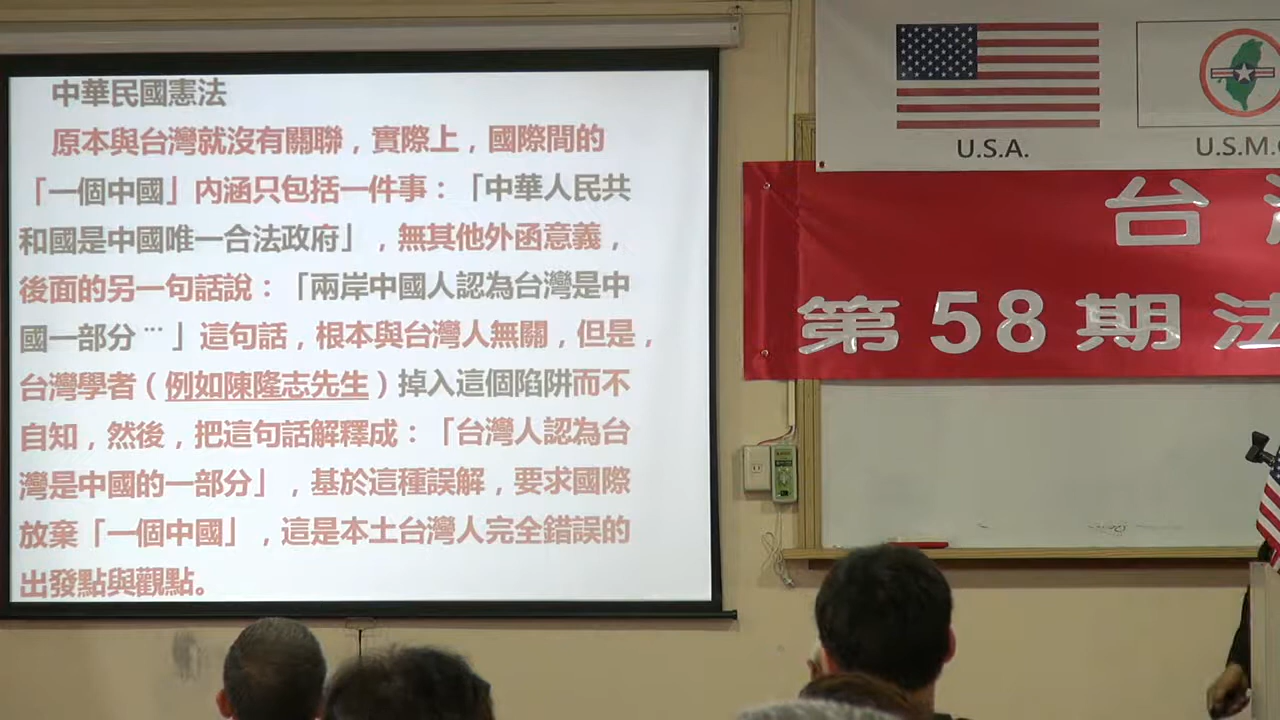 中華民國憲法
原本與台灣就沒有關聯，實際上，國際間的
「一個中國」內涵只包括一件事：「中華人民共
和國是中國唯一合法政府」，無其他外函意義，
後面的另一句話說：「兩岸中國人認為台灣是中
國一部分…」這句話，根本與台灣人無關，但是，
台灣學者（例如陳隆志先生）掉入這個陷阱而不
自知，然後，把這句話解釋成：「台灣人認為台
灣是中國的一部分」，基於這種誤解，要求國際
放棄「一個中國」，這是本土台灣人完全錯誤的
出發點與觀點。
U.S.A.
U.S.M.
台
第58期法